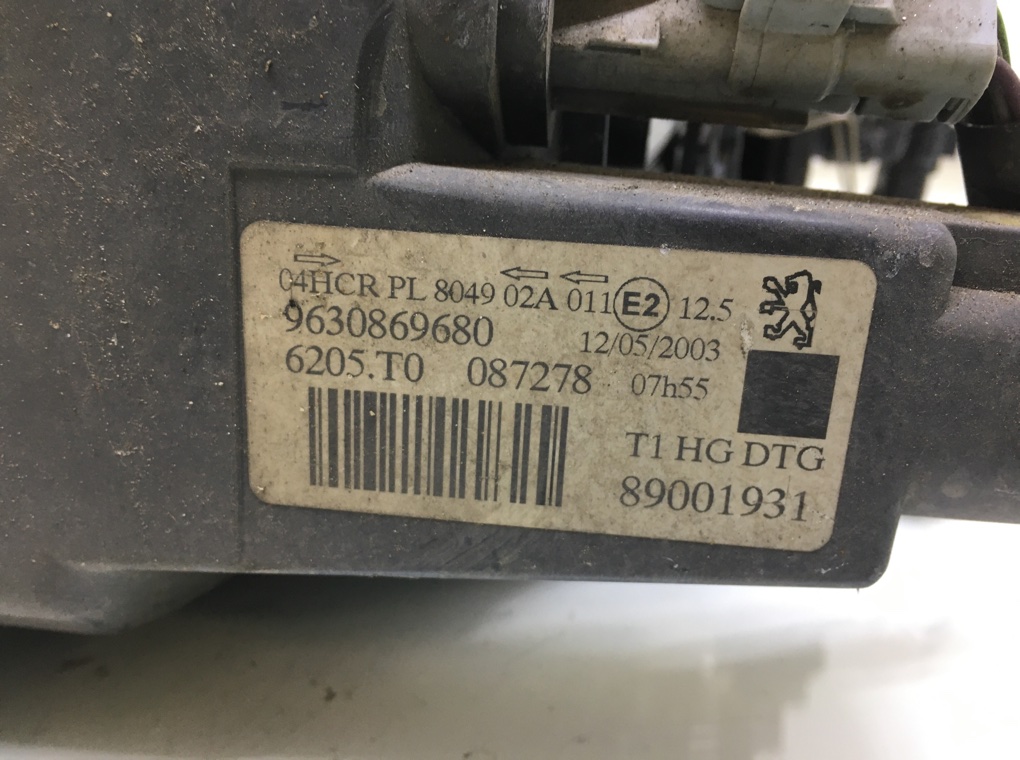 04HCR PL 8049 02A 011 E2 12.5
9630869680 12/05/2003
6205.T0 087278 07h55
T1 HG DTG
89001931